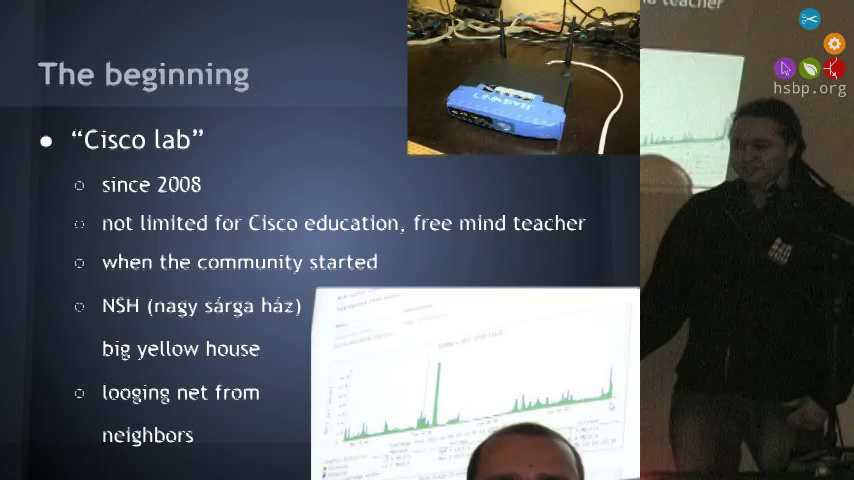 The beginning
"Cisco lab"
since 2008
not limited for Cisco education, free mind teacher
when the community started
NSH (nagy sárga ház)
big yellow house
looging net from
neighbors
teacher
hsbp.org